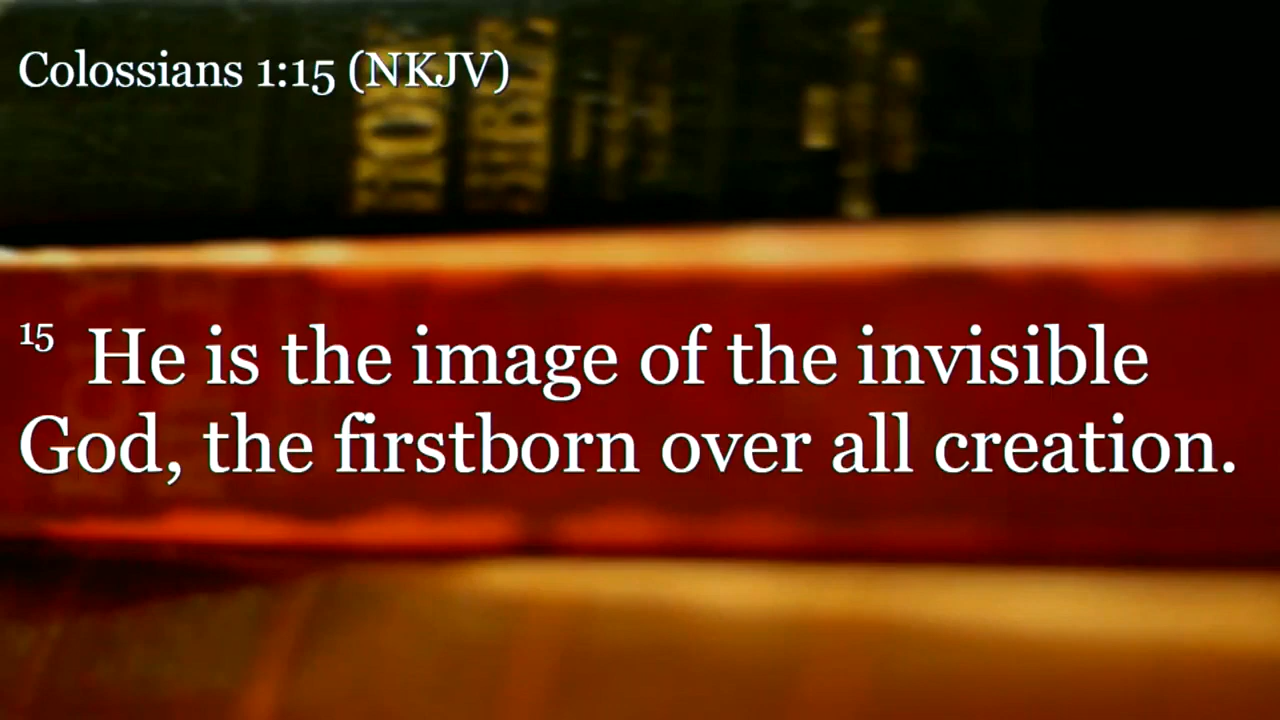 Colossians 1:15 (NKJV)
15 He is the image of the invisible
God, the firstborn over all creation.